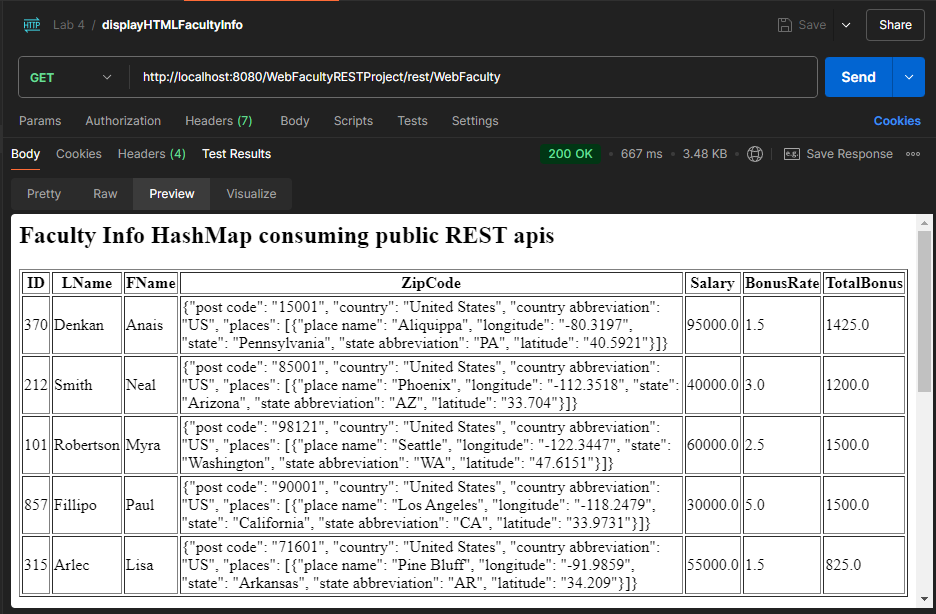 HTTP Lab 4 / displayHTMLFacultyInfo Save Share
GET http://localhost:8080/WebFacultyRESTProject/rest/WebFaculty Send
Params Authorization Headers (7) Body Scripts Tests Settings Cookies
Body Cookies Headers (4) Test Results 200 OK 667 ms 3.48 KB e.g. Save Response
Pretty Raw Preview Visualize
Faculty Info HashMap consuming public REST apis
ID LName FName ZipCode Salary BonusRate TotalBonus
{"post code": "15001", "country": "United States", "country abbreviation":
370 Denkan Anais "US", "places": [{"place name": "Aliquippa", "longitude": "-80.3197", 95000.0 1.5 1425.0
"state": "Pennsylvania", "state abbreviation": "PA", "latitude": "40.5921"}]}
{"post code": "85001", "country": "United States", "country abbreviation":
212 Smith Neal "US", "places": [{"place name": "Phoenix", "longitude": "-112.3518", "state": 40000.0 3.0 1200.0
"Arizona", "state abbreviation": "AZ", "latitude": "33.704"}]}
{"post code": "98121", "country": "United States", "country abbreviation":
101 Robertson Myra "US", "places": [{"place name": "Seattle", "longitude": "-122.3447", "state": 60000.0 2.5 1500.0
"Washington", "state abbreviation": "WA", "latitude": "47.6151"}]}
{"post code": "90001", "country": "United States", "country abbreviation":
857 Fillipo Paul "US", "places": [{"place name": "Los Angeles", "longitude": "-118.2479", 30000.0 5.0 1500.0
"state": "California", "state abbreviation": "CA", "latitude": "33.9731"}]}
{"post code": "71601", "country": "United States", "country abbreviation":
315 Arlec Lisa "US", "places": [{"place name": "Pine Bluff", "longitude": "-91.9859", 55000.0 1.5 825.0
"state": "Arkansas", "state abbreviation": "AR", "latitude": "34.209"}]}